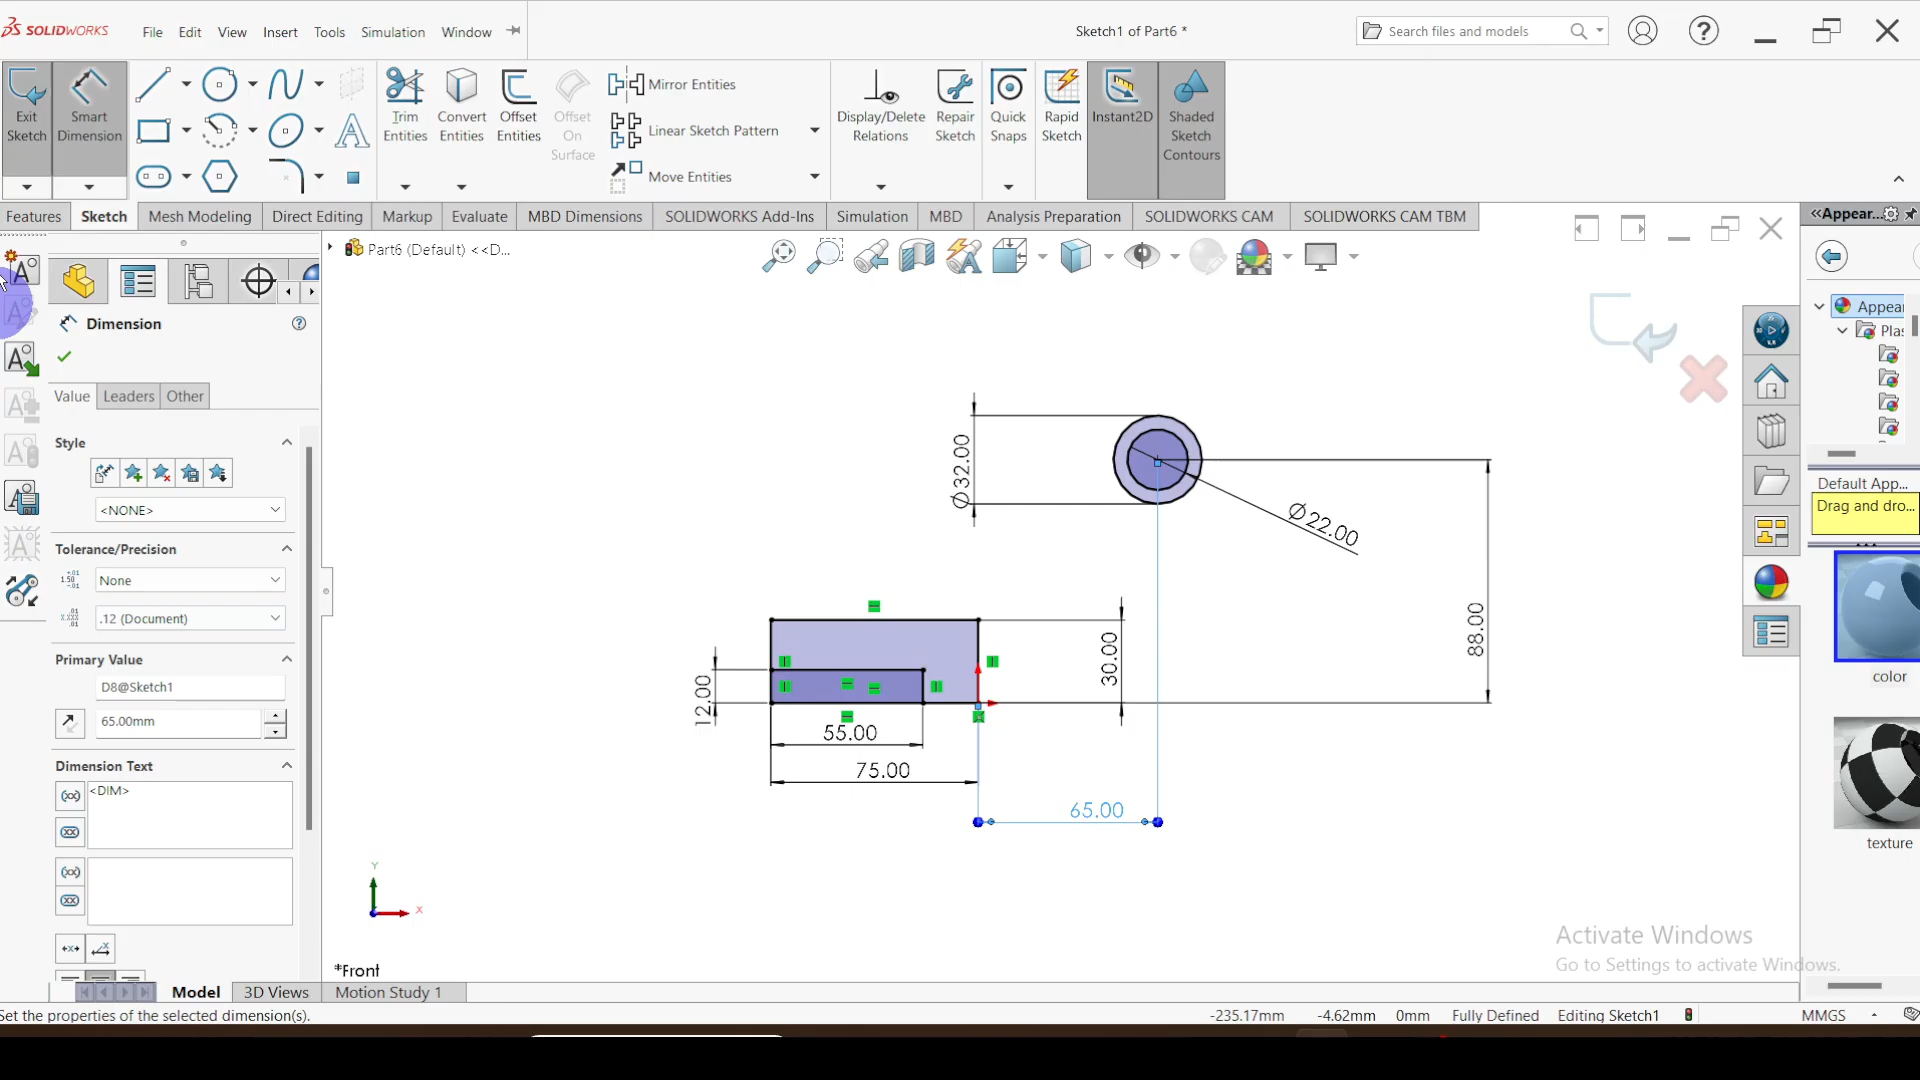 SOLIDWORKS
File Edit View Insert Tools Simulation Window
Sketch1 of Part6 *
Search files and models
Exit Sketch
Smart Dimension
Trim Entities
Convert Entities
Offset Entities
Offset On Surface
Mirror Entities
Linear Sketch Pattern
Move Entities
Display/Delete Relations
Repair Sketch
Quick Snaps
Rapid Sketch
Instant2D
Shaded Sketch Contours
Features Sketch Mesh Modeling Direct Editing Markup Evaluate MBD Dimensions SOLIDWORKS Add-Ins Simulation MBD Analysis Preparation SOLIDWORKS CAM SOLIDWORKS CAM TBM
«Appear...
Part6 (Default) <<D...
Dimension
Value Leaders Other
Style
<NONE>
Tolerance/Precision
None
.12 (Document)
Primary Value
D8@Sketch1
65.00mm
Dimension Text
<DIM>
Ø32.00
Ø22.00
88.00
30.00
12.00
55.00
75.00
65.00
Y
X
*Front
Appear
Plas
Default App...
Drag and dro...
color
texture
Activate Windows
Go to Settings to activate Windows.
Model 3D Views Motion Study 1
Set the properties of the selected dimension(s).
-235.17mm -4.62mm 0mm Fully Defined Editing Sketch1 MMGS